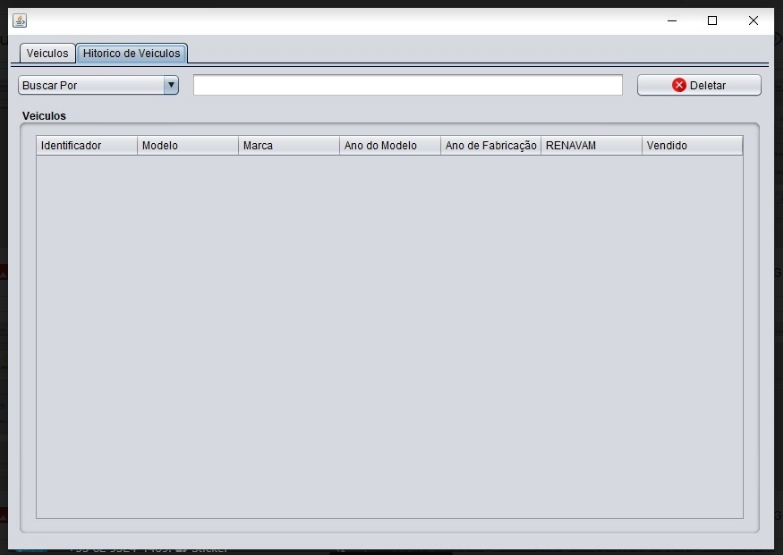 Veiculos Hitorico de Veiculos
Buscar Por Deletar
Veiculos
Identificador Modelo Marca Ano do Modelo Ano de Fabricação RENAVAM Vendido